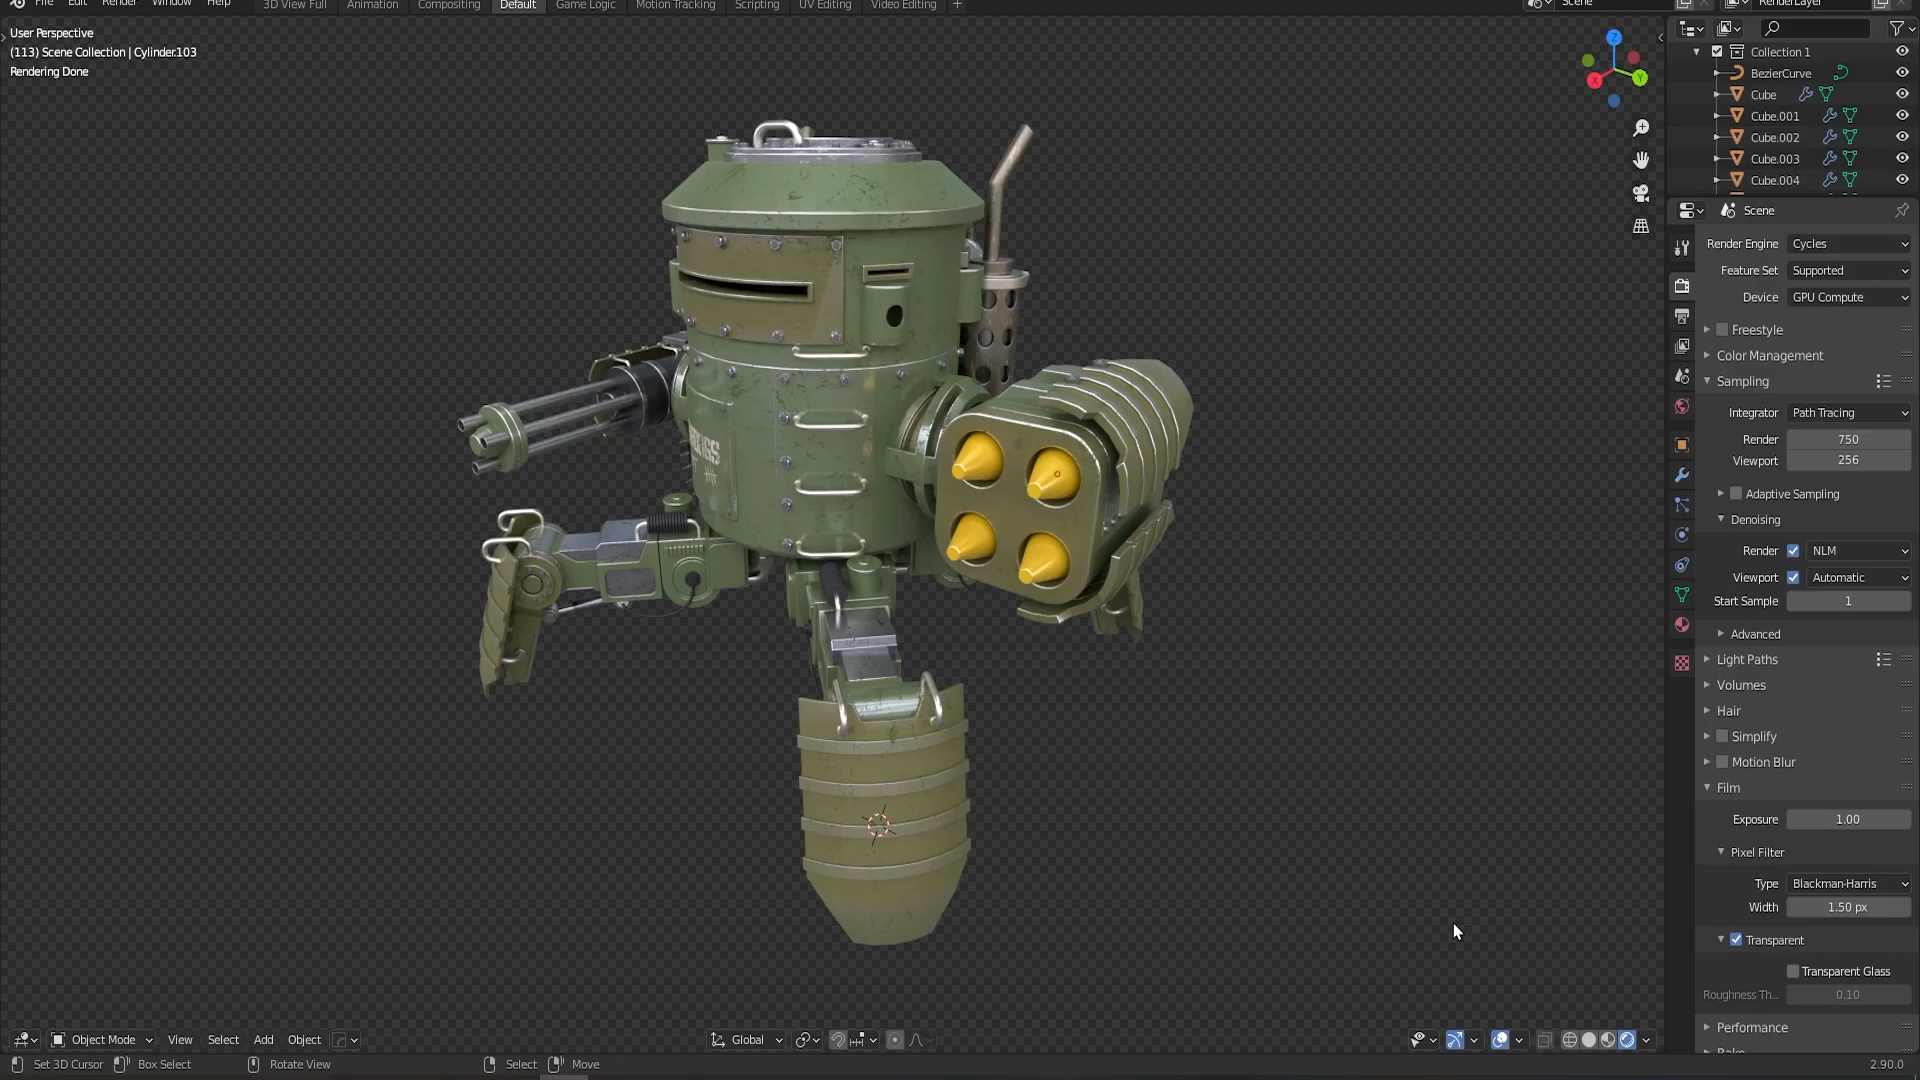 File Edit Render Window Help 3D View Full Animation Compositing Default Game Logic Motion Tracking Scripting UV Editing Video Editing + Scene RenderLayer
User Perspective
(113) Scene Collection | Cylinder.103
Rendering Done
Z
X
Y
Collection 1
BezierCurve
Cube
Cube.001
Cube.002
Cube.003
Cube.004
Scene
Render Engine Cycles
Feature Set Supported
Device GPU Compute
Freestyle
Color Management
Sampling
Integrator Path Tracing
Render 750
Viewport 256
Adaptive Sampling
Denoising
Render NLM
Viewport Automatic
Start Sample 1
Advanced
Light Paths
Volumes
Hair
Simplify
Motion Blur
Film
Exposure 1.00
Pixel Filter
Type Blackman-Harris
Width 1.50 px
Transparent
Transparent Glass
Roughness Th... 0.10
Performance
Bake
Object Mode View Select Add Object Global
Set 3D Cursor Box Select Rotate View Select Move 2.90.0